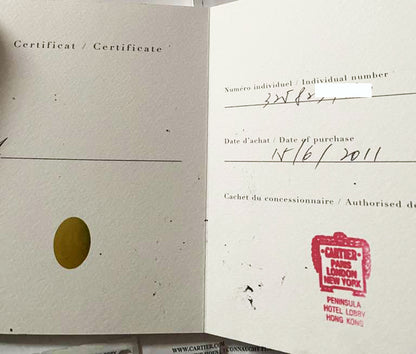 Certificat / Certificate
Numéro individuel / Individual number
3258
Date d'achat / Date of purchase
15/6/2011
Cachet du concessionnaire / Authorised de
CARTIER
PARIS
LONDON
NEW YORK
PENINSULA
HOTEL LOBBY
HONG KONG
WWW.CARTIER.COM